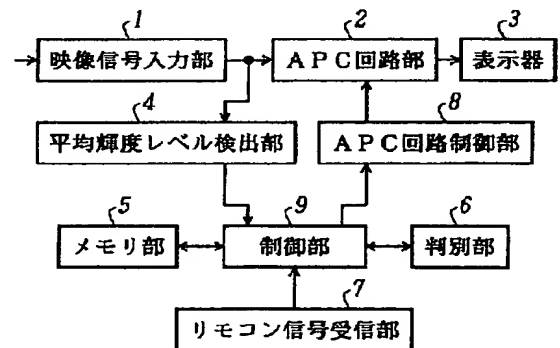 1
映像信号入力部
2
APC回路部
3
表示器
4
平均輝度レベル検出部
8
APC回路制御部
5
メモリ部
9
制御部
6
判別部
7
リモコン信号受信部